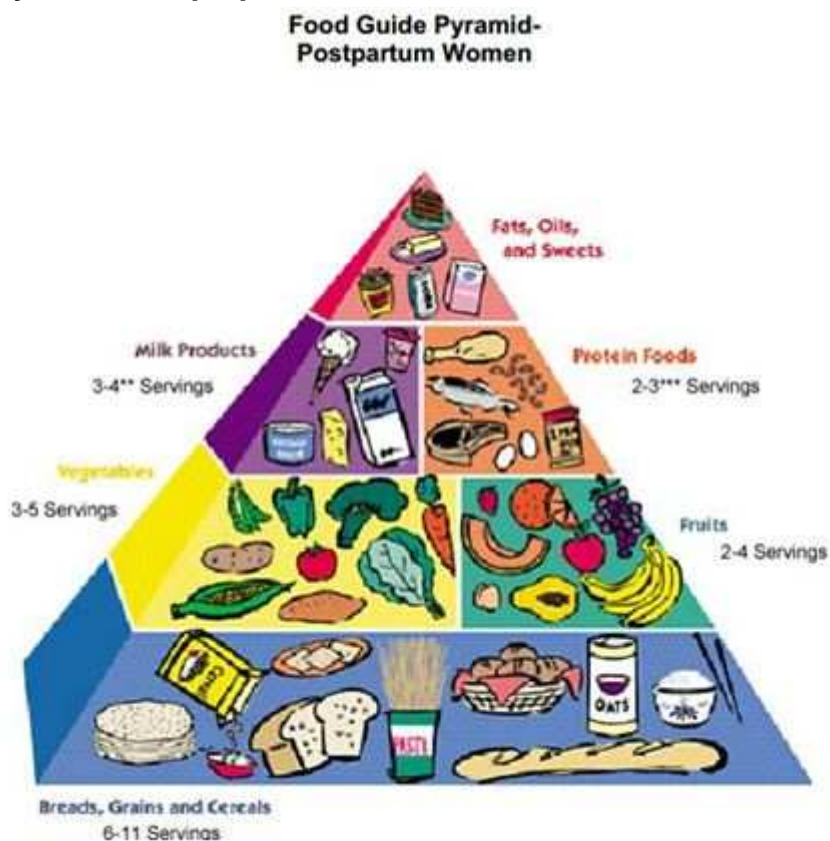 Food Guide Pyramid-
Postpartum Women
Fats, Oils,
and Sweets
Milk Products
3-4** Servings
Protein Foods
2-3*** Servings
Vegetables
3-5 Servings
Fruits
2-4 Servings
OATS
Breads, Grains and Cereals
6-11 Servings